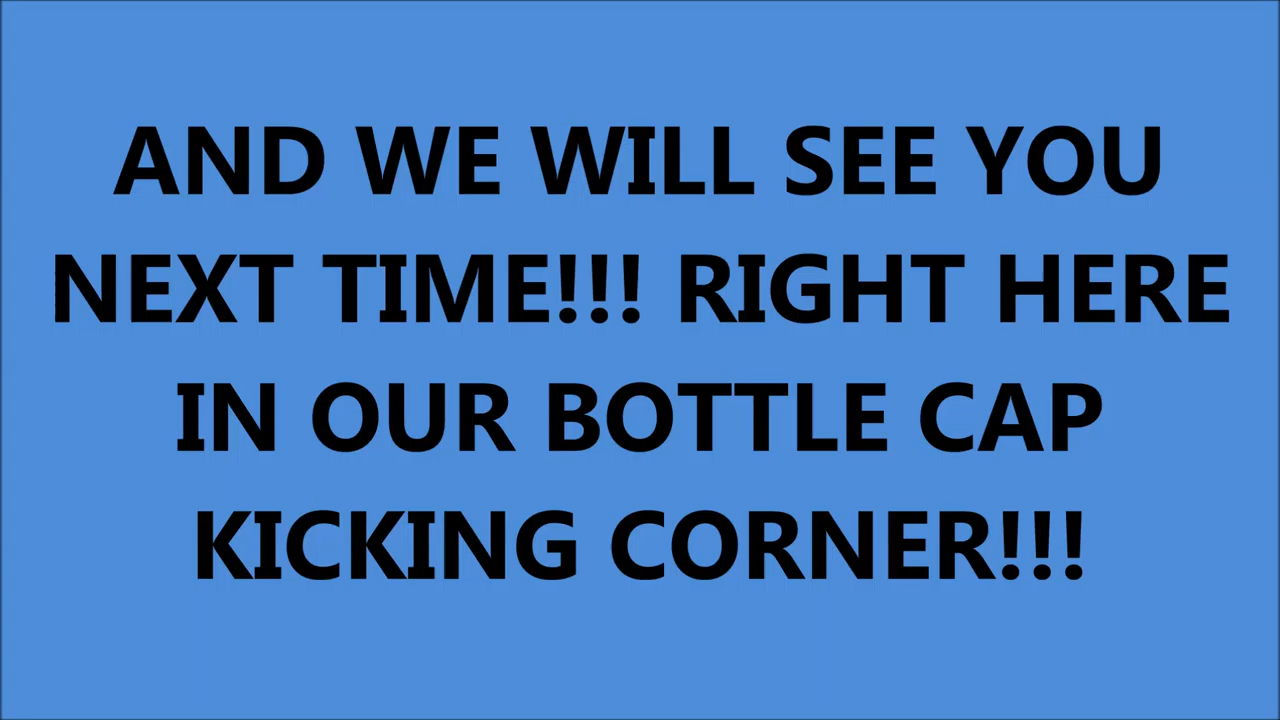 AND WE WILL SEE YOU
NEXT TIME!!! RIGHT HERE
IN OUR BOTTLE CAP
KICKING CORNER!!!